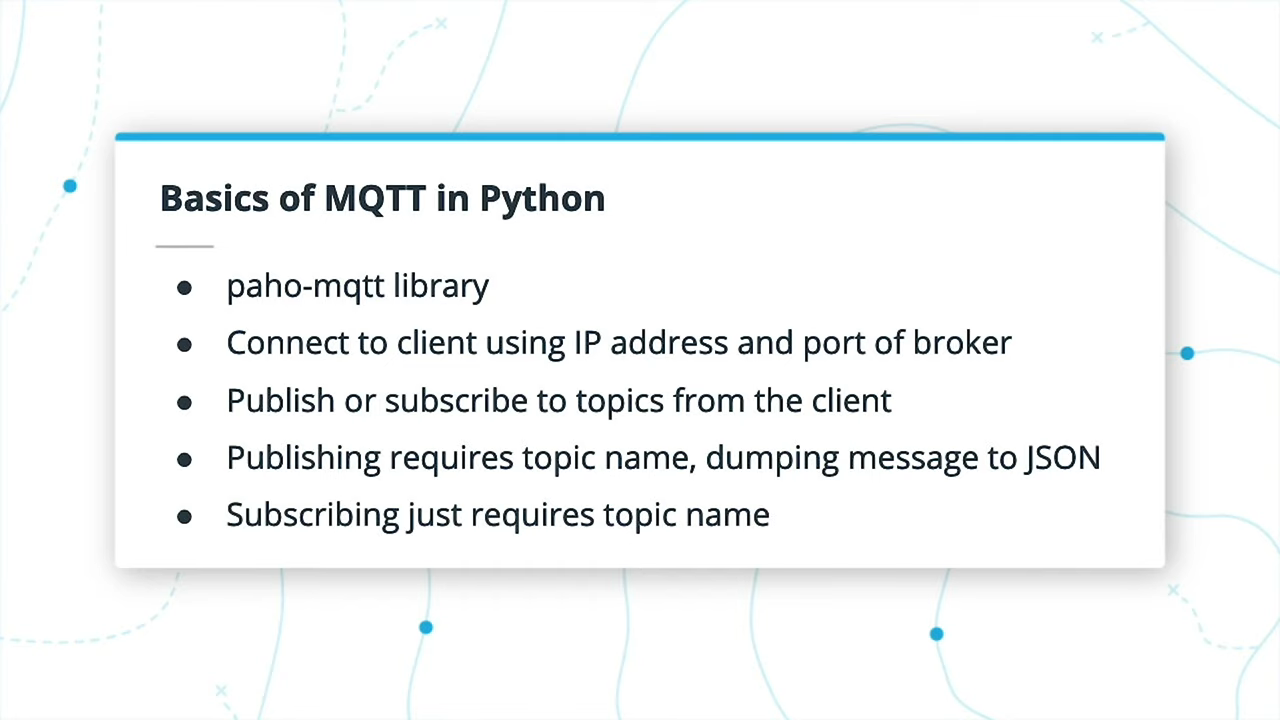 Basics of MQTT in Python
● paho-mqtt library
● Connect to client using IP address and port of broker
● Publish or subscribe to topics from the client
● Publishing requires topic name, dumping message to JSON
● Subscribing just requires topic name